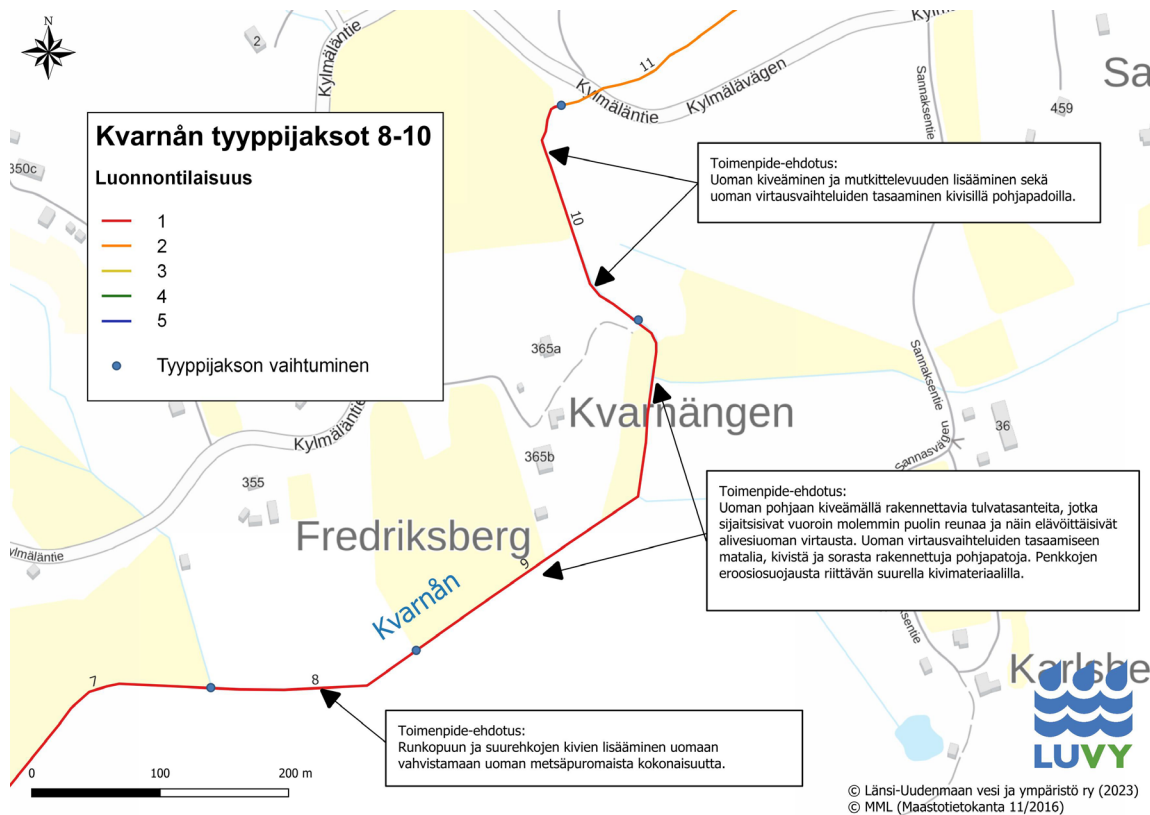 N
2
Kylmäläntie
11
Kylmäläntie
Kylmälävägen
Sannaksentie
Sa
459
Kvarnån tyyppijaksot 8-10
Luonnontilaisuus
1
2
3
4
5
Tyyppijakson vaihtuminen
350c
Toimenpide-ehdotus:
Uoman kiveäminen ja mutkittelevuuden lisääminen sekä
uoman virtausvaihteluiden tasaaminen kivisillä pohjapadoilla.
10
365a
Kvarnängen
Sannaksentie
36
Sannasvägen
Kylmäläntie
365b
355
Fredriksberg
Toimenpide-ehdotus:
Uoman pohjaan kiveämällä rakennettavia tulvatasanteita, jotka
sijaitsisivat vuoroin molemmin puolin reunaa ja näin elävöittäisivät
alivesiuoman virtausta. Uoman virtausvaihteluiden tasaamiseen
matalia, kivistä ja sorasta rakennettuja pohjapatoja. Penkkojen
eroosiosuojausta riittävän suurella kivimateriaalilla.
ylmäläntie
9
Kvarnån
sentie
7
8
Karlsbe
Toimenpide-ehdotus:
Runkopuun ja suurehkojen kivien lisääminen uomaan
vahvistamaan uoman metsäpuromaista kokonaisuutta.
LUVY
0 100 200 m
© Länsi-Uudenmaan vesi ja ympäristö ry (2023)
© MML (Maastotietokanta 11/2016)